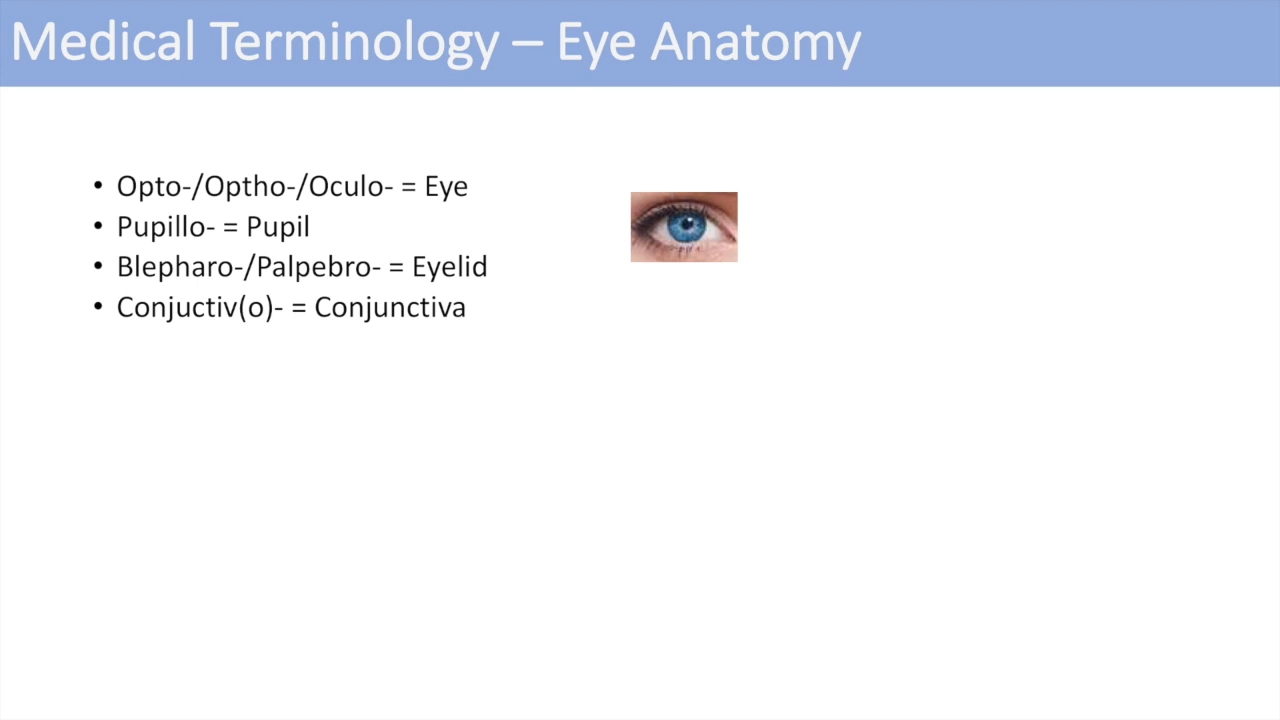 Medical Terminology – Eye Anatomy
• Opto-/Optho-/Oculo- = Eye
• Pupillo- = Pupil
• Blepharo-/Palpebro- = Eyelid
• Conjuctiv(o)- = Conjunctiva